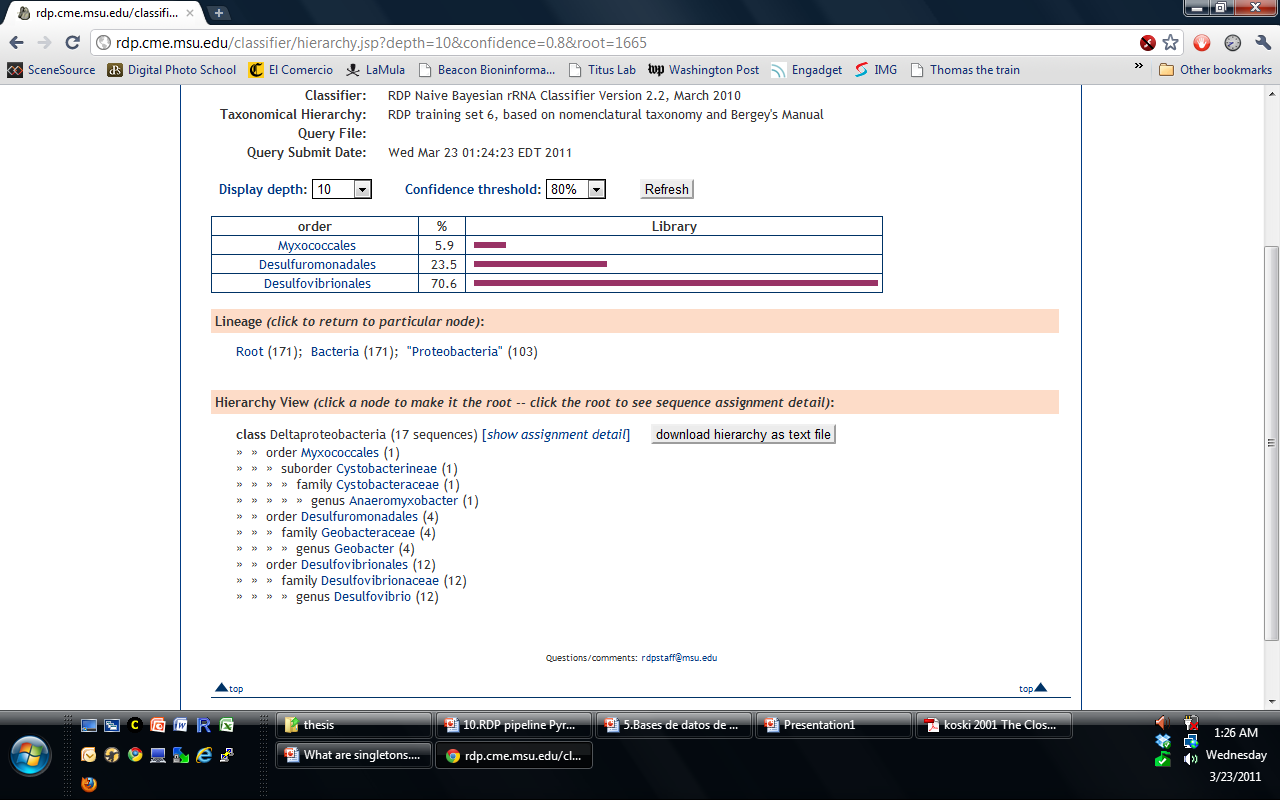 rdp.cme.msu.edu/classifi...
rdp.cme.msu.edu/classifier/hierarchy.jsp?depth=10&confidence=0.8&root=1665
SceneSource Digital Photo School El Comercio LaMula Beacon Bioninforma... Titus Lab wp Washington Post Engadget IMG Thomas the train » Other bookmarks
Classifier: RDP Naive Bayesian rRNA Classifier Version 2.2, March 2010
Taxonomical Hierarchy: RDP training set 6, based on nomenclatural taxonomy and Bergey's Manual
Query File:
Query Submit Date: Wed Mar 23 01:24:23 EDT 2011
Display depth: 10 Confidence threshold: 80% Refresh
order % Library
Myxococcales 5.9
Desulfuromonadales 23.5
Desulfovibrionales 70.6
Lineage (click to return to particular node):
Root (171); Bacteria (171); "Proteobacteria" (103)
Hierarchy View (click a node to make it the root -- click the root to see sequence assignment detail):
class Deltaproteobacteria (17 sequences) [show assignment detail] download hierarchy as text file
» » order Myxococcales (1)
» » » suborder Cystobacterineae (1)
» » » » family Cystobacteraceae (1)
» » » » » genus Anaeromyxobacter (1)
» » order Desulfuromonadales (4)
» » » family Geobacteraceae (4)
» » » » genus Geobacter (4)
» » order Desulfovibrionales (12)
» » » family Desulfovibrionaceae (12)
» » » » genus Desulfovibrio (12)
Questions/comments: rdpstaff@msu.edu
top top
thesis 10.RDP pipeline Pyr... 5.Bases de datos de ... Presentation1 koski 2001 The Clos...
What are singletons.... rdp.cme.msu.edu/cl...
1:26 AM
Wednesday
3/23/2011